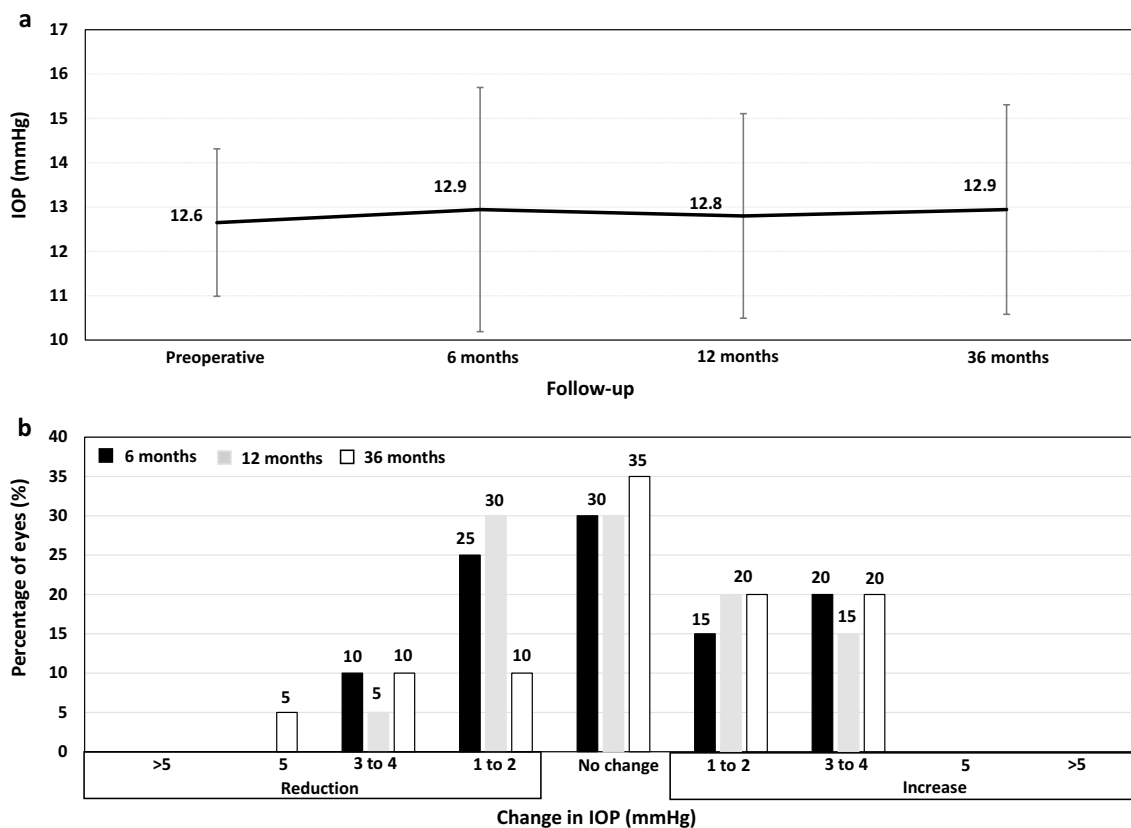 a
17
16
15
14
13
12
11
10
IOP (mmHg)
12.6
12.9
12.8
12.9
Preoperative 6 months 12 months 36 months
Follow-up
b
40
35
30
25
20
15
10
5
0
Percentage of eyes (%)
6 months 12 months 36 months
5
10 5 10
25 30 10
30 35
15 20
20 15 20
>5 5 3 to 4 1 to 2 No change 1 to 2 3 to 4 5 >5
Reduction Increase
Change in IOP (mmHg)